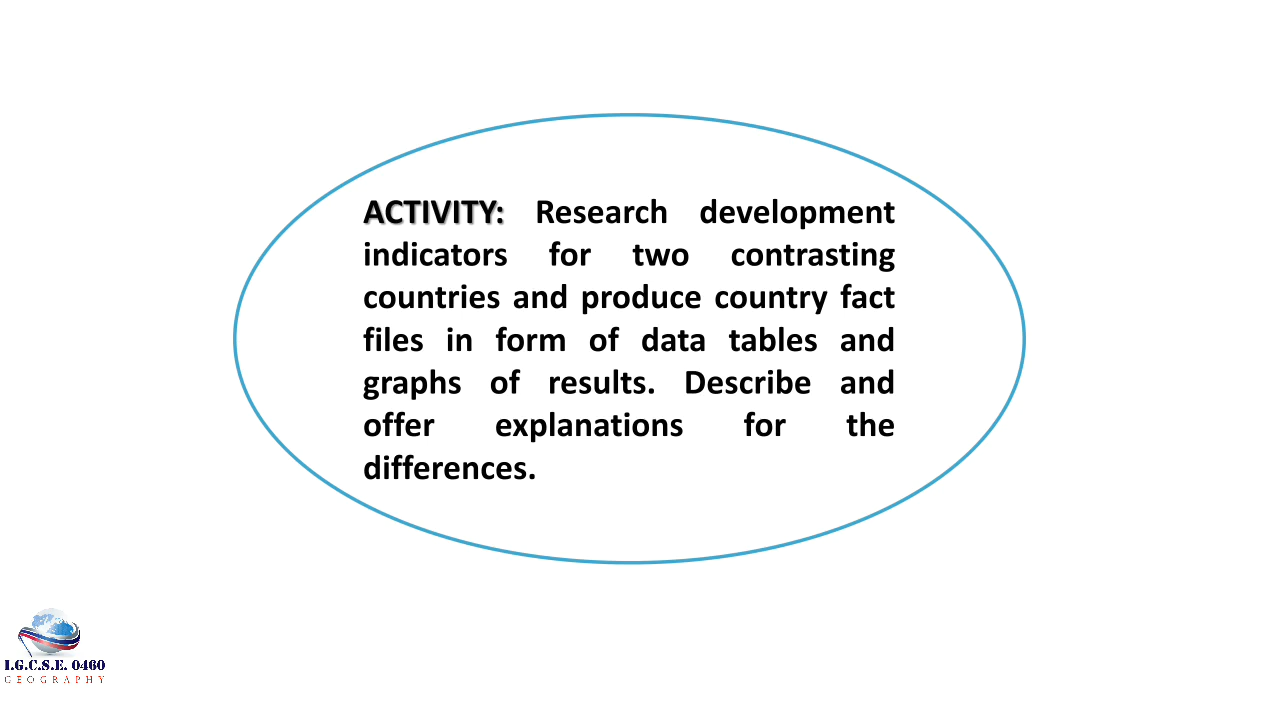 ACTIVITY: Research development
indicators for two contrasting
countries and produce country fact
files in form of data tables and
graphs of results. Describe and
offer explanations for the
differences.
I.G.C.S.E. 0460
GEOGRAPHY